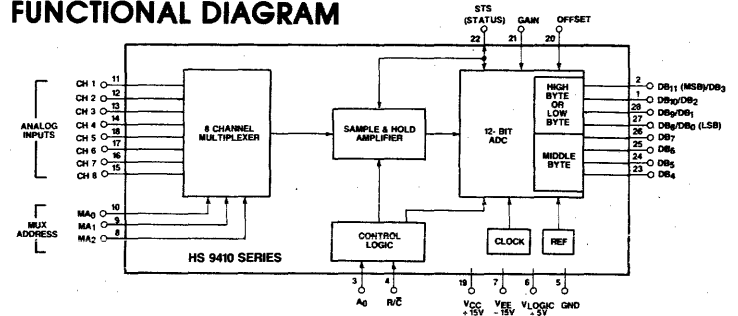 FUNCTIONAL DIAGRAM
STS
(STATUS)
GAIN
OFFSET
22
21
20
CH 1 11
CH 2 12
CH 3 13
CH 4 14
CH 5 18
CH 6 17
CH 7 16
CH 8 15
ANALOG
INPUTS
8 CHANNEL
MULTIPLEXER
SAMPLE & HOLD
AMPLIFIER
12- BIT
ADC
HIGH
BYTE
OR
LOW
BYTE
MIDDLE
BYTE
2 DB11 (MSB)/DB3
1 DB10/DB2
28 DB9/DB1
27 DB8/DB0 (LSB)
26 DB7
25 DB6
24 DB5
23 DB4
MUX
ADDRESS
MA0 10
MA1 9
MA2 8
CONTROL
LOGIC
CLOCK
REF
HS 9410 SERIES
3
4
19
7
6
5
A0
R/C̅
VCC
+15V
VEE
-15V
VLOGIC
+5V
GND